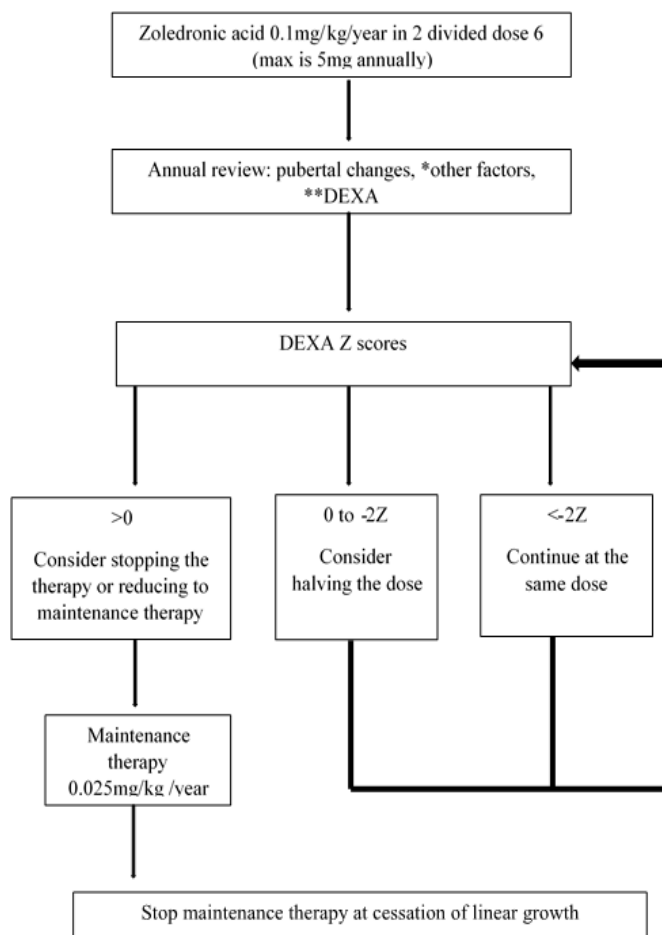 Zoledronic acid 0.1mg/kg/year in 2 divided dose 6
(max is 5mg annually)
Annual review: pubertal changes, *other factors,
**DEXA
DEXA Z scores
>0
Consider stopping the
therapy or reducing to
maintenance therapy
0 to -2Z
Consider
halving the dose
<-2Z
Continue at the
same dose
Maintenance
therapy
0.025mg/kg /year
Stop maintenance therapy at cessation of linear growth